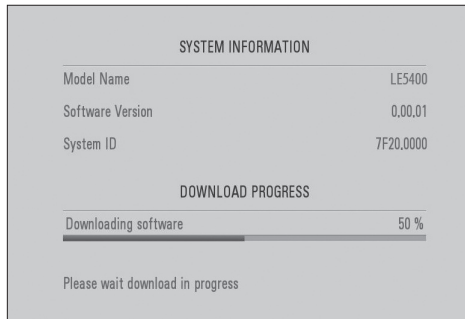 SYSTEM INFORMATION
Model Name LE5400
Software Version 0,00,01
System ID 7F20,0000
DOWNLOAD PROGRESS
Downloading software 50 %
Please wait download in progress